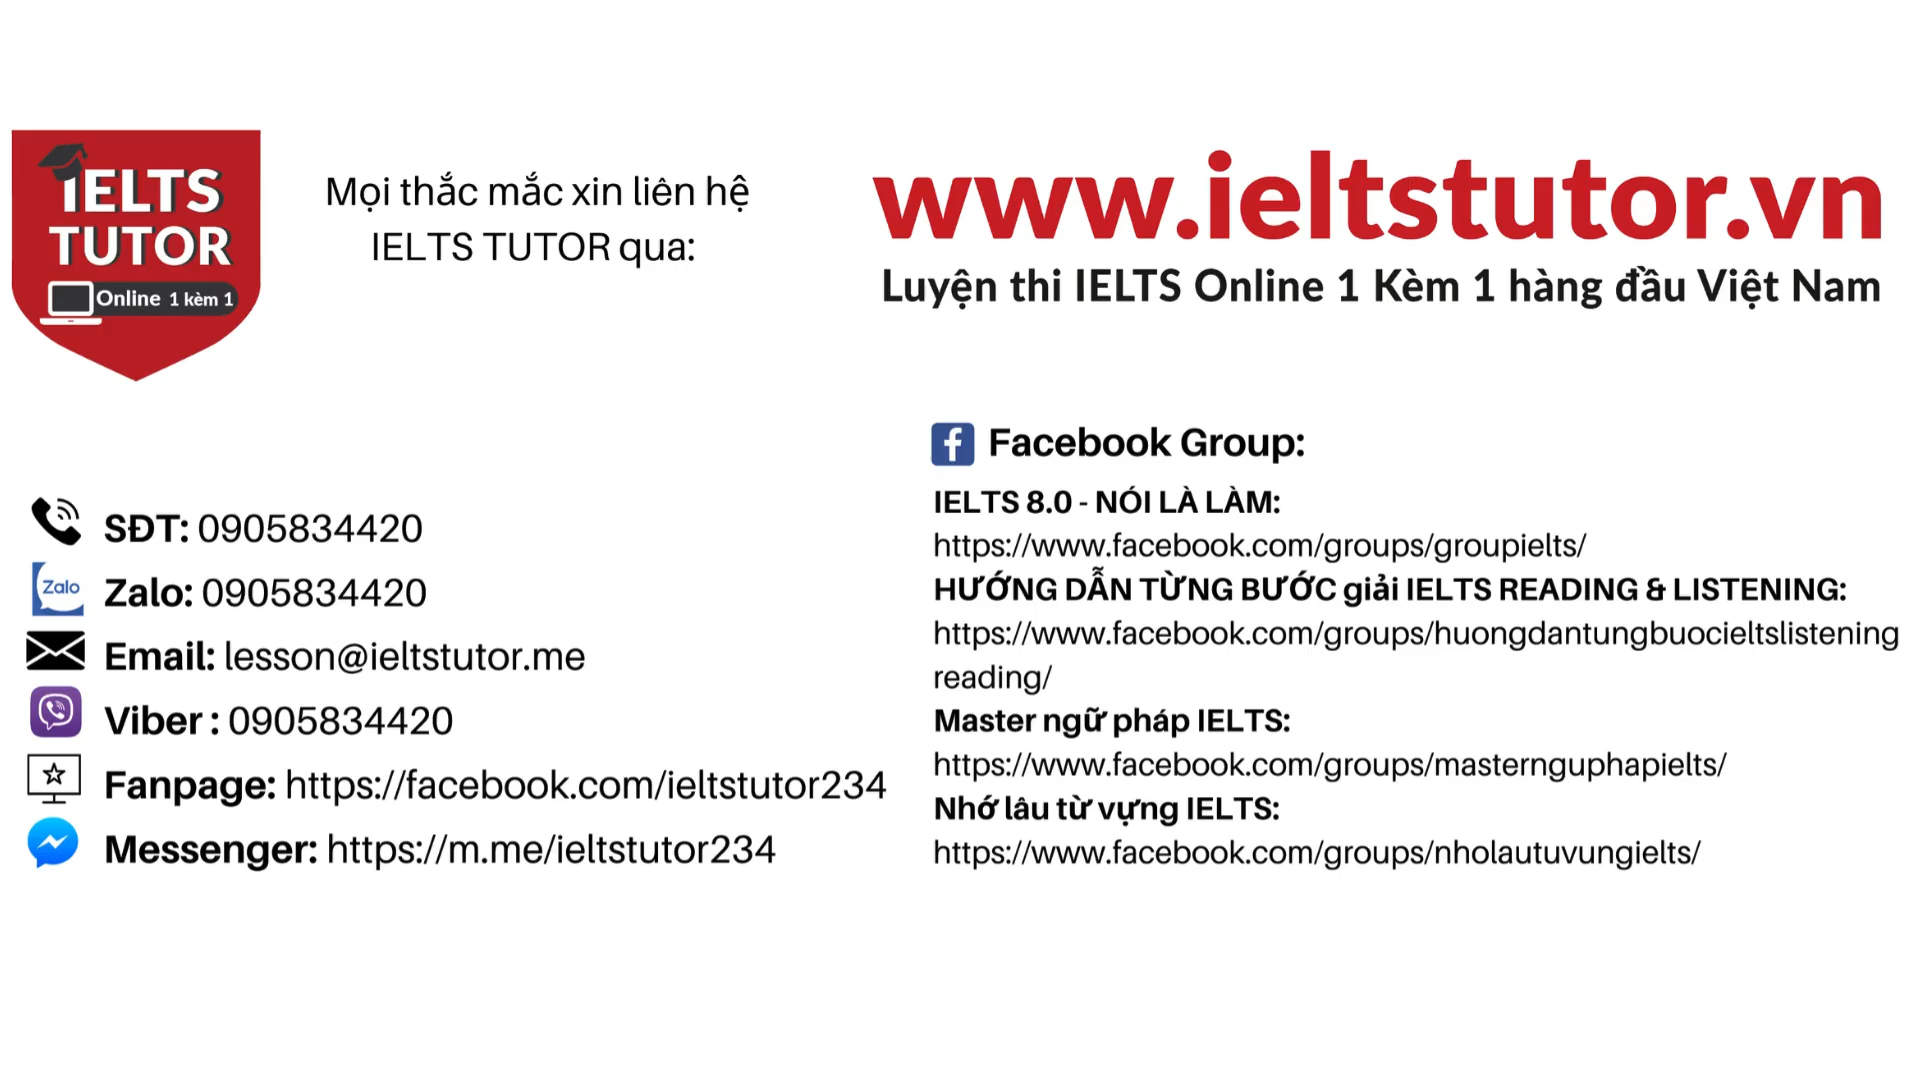 IELTS
TUTOR
Online 1 kèm 1
Mọi thắc mắc xin liên hệ
IELTS TUTOR qua:
www.ieltstutor.vn
Luyện thi IELTS Online 1 Kèm 1 hàng đầu Việt Nam
SĐT: 0905834420
Zalo
Zalo: 0905834420
Email: lesson@ieltstutor.me
Viber : 0905834420
Fanpage: https://facebook.com/ieltstutor234
Messenger: https://m.me/ieltstutor234
Facebook Group:
IELTS 8.0 - NÓI LÀ LÀM:
https://www.facebook.com/groups/groupielts/
HƯỚNG DẪN TỪNG BƯỚC giải IELTS READING & LISTENING:
https://www.facebook.com/groups/huongdantungbuocieltslistening
reading/
Master ngữ pháp IELTS:
https://www.facebook.com/groups/masternguphapielts/
Nhớ lâu từ vựng IELTS:
https://www.facebook.com/groups/nholautuvungielts/